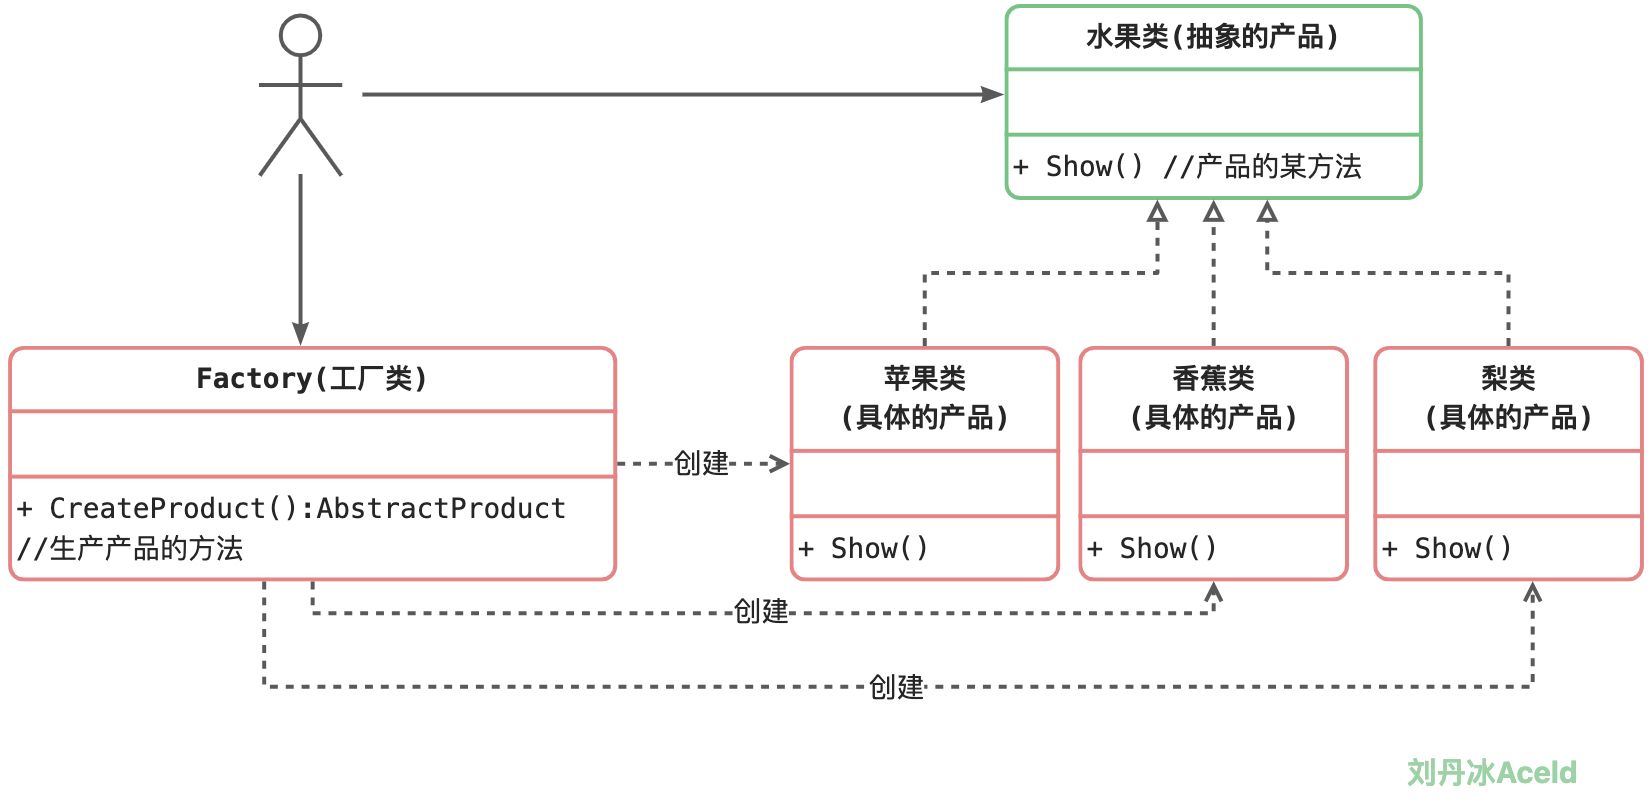 水果类(抽象的产品)
+ Show() //产品的某方法
Factory(工厂类)
+ CreateProduct():AbstractProduct
//生产产品的方法
创建
苹果类
(具体的产品)
+ Show()
香蕉类
(具体的产品)
+ Show()
梨类
(具体的产品)
+ Show()
创建
创建
刘丹冰Aceld